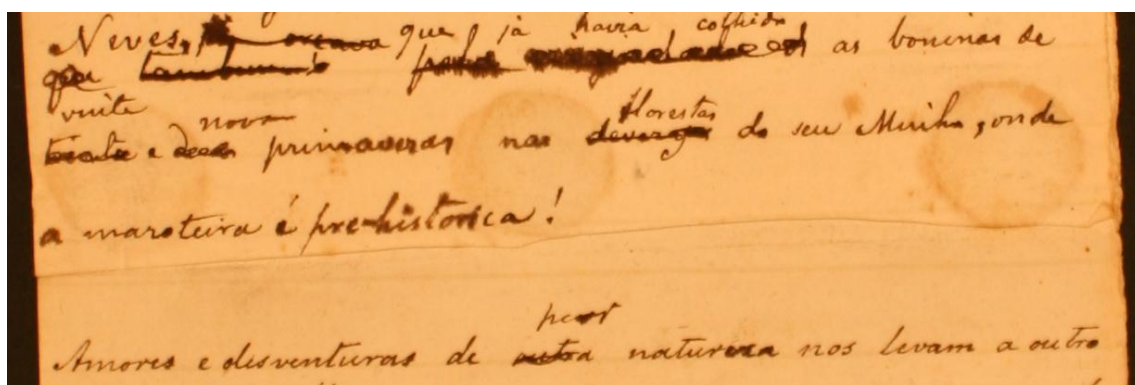 Neves, que já havia colhido as boninas de
vinte e nove primaveras nas florestas do seu Minho, onde
a maroteira é pre-historica!
Amores e desventuras de peor natureza nos levam a outro